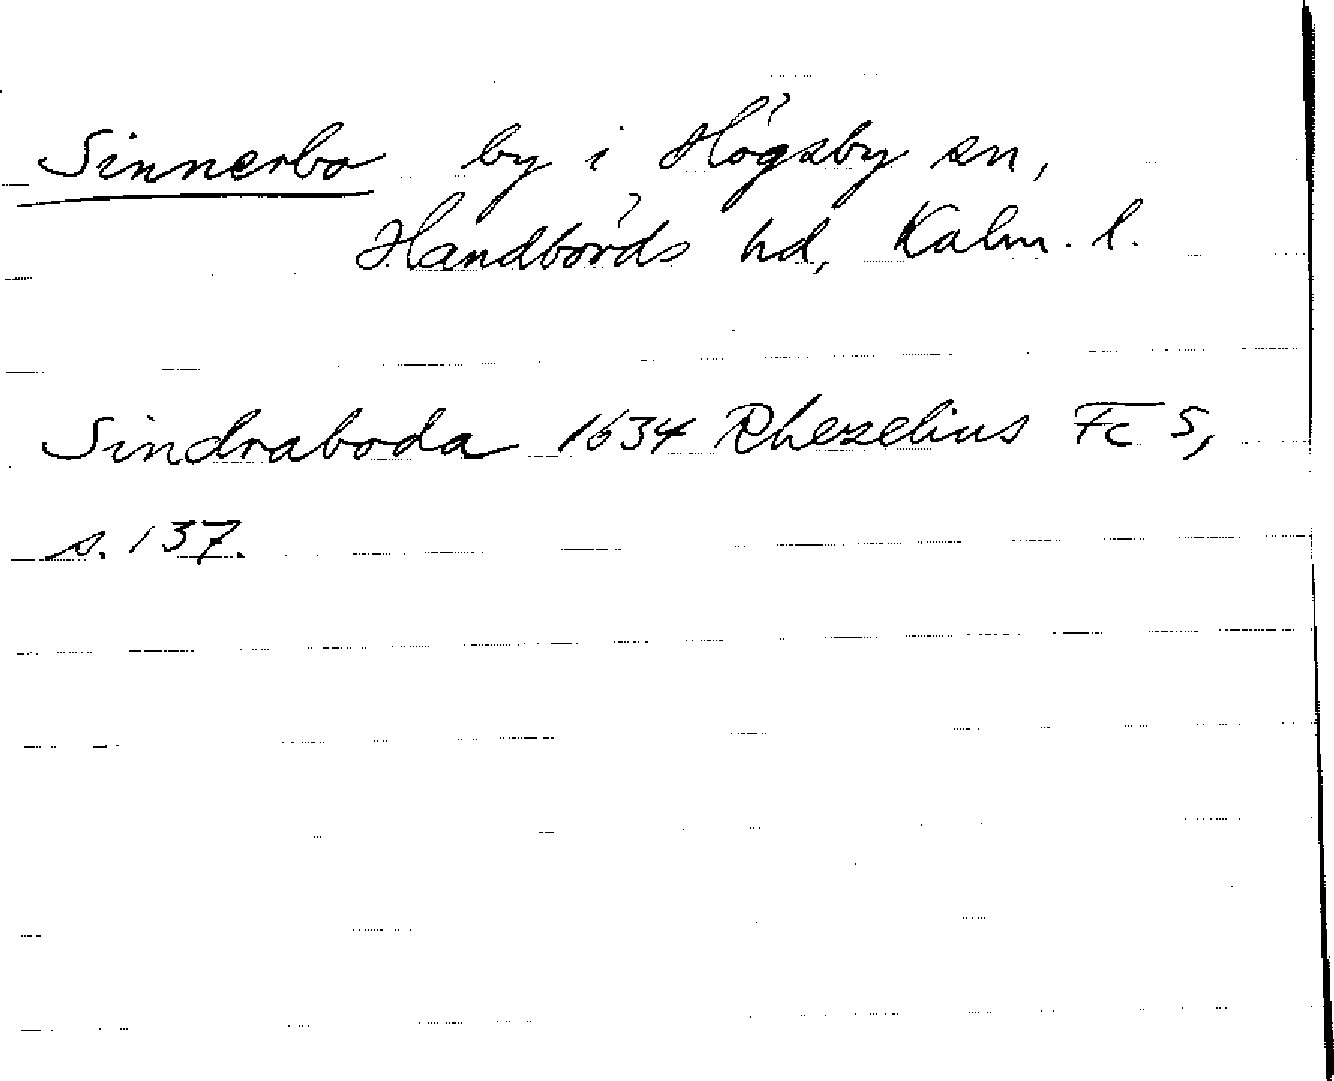 Sinnerbo by i Högsby sn,
Handbörds hd, Kalm. l.
Sindraboda 1634 Rhezelius Fc 5,
s. 137.